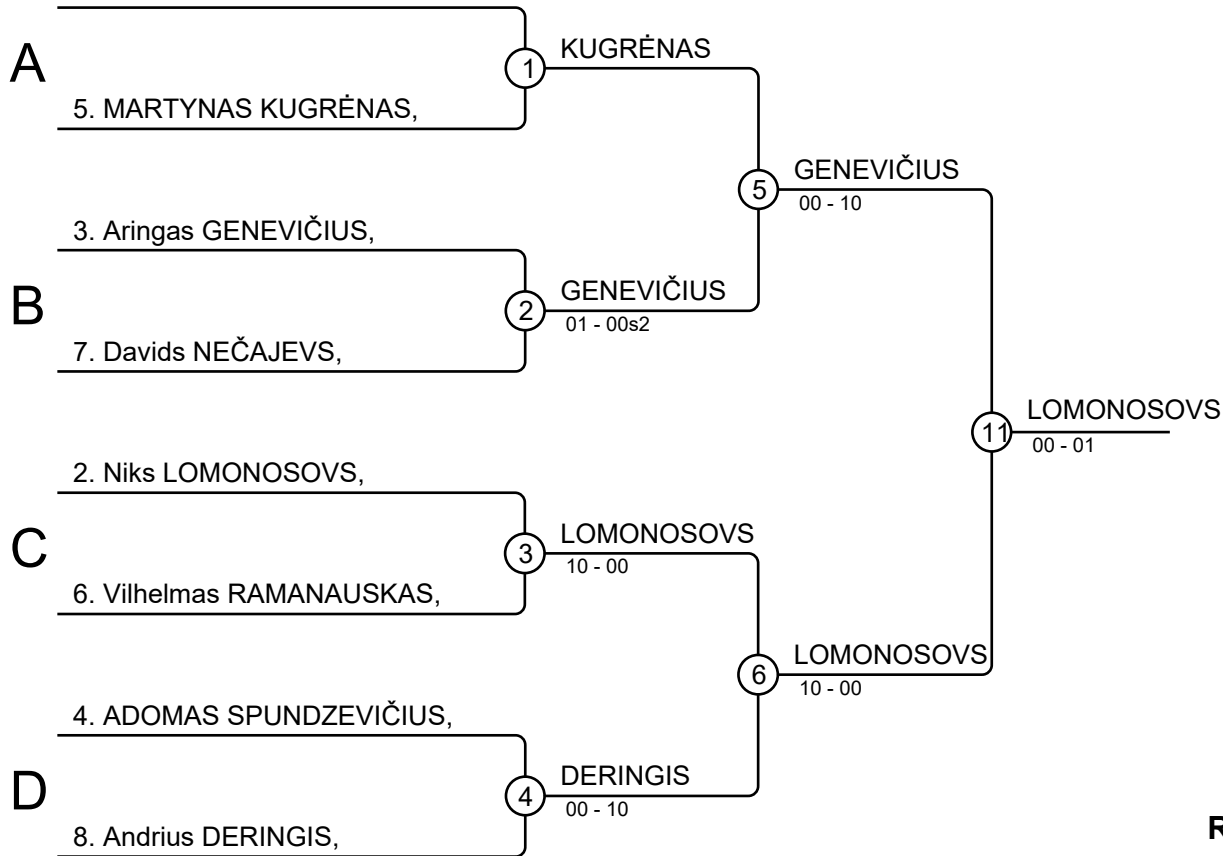 A
1
KUGRĖNAS
5. MARTYNAS KUGRĖNAS,
5
GENEVIČIUS
00 - 10
3. Aringas GENEVIČIUS,
B
2
GENEVIČIUS
01 - 00s2
7. Davids NEČAJEVS,
11
LOMONOSOVS
00 - 01
2. Niks LOMONOSOVS,
C
3
LOMONOSOVS
10 - 00
6. Vilhelmas RAMANAUSKAS,
6
LOMONOSOVS
10 - 00
4. ADOMAS SPUNDZEVIČIUS,
D
4
DERINGIS
00 - 10
8. Andrius DERINGIS,
R